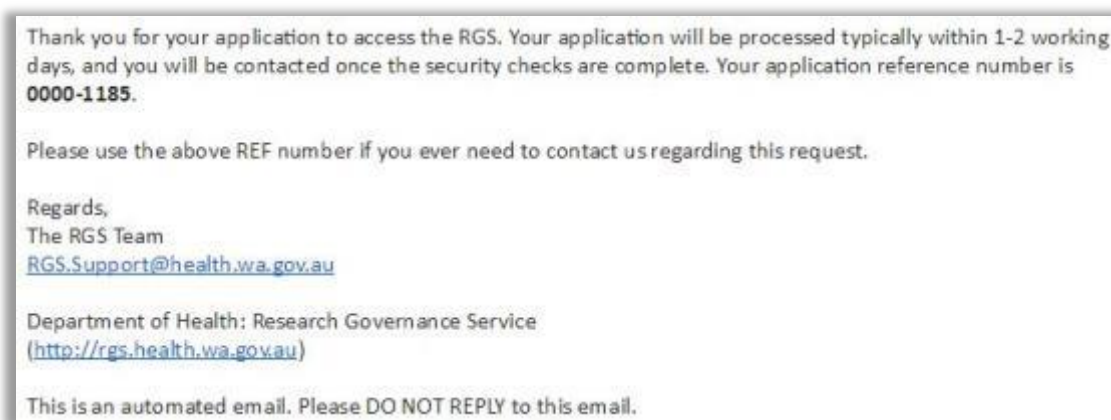 Thank you for your application to access the RGS. Your application will be processed typically within 1-2 working
days, and you will be contacted once the security checks are complete. Your application reference number is
0000-1185.
Please use the above REF number if you ever need to contact us regarding this request.
Regards,
The RGS Team
RGS.Support@health.wa.gov.au
Department of Health: Research Governance Service
(http://rgs.health.wa.gov.au)
This is an automated email. Please DO NOT REPLY to this email.